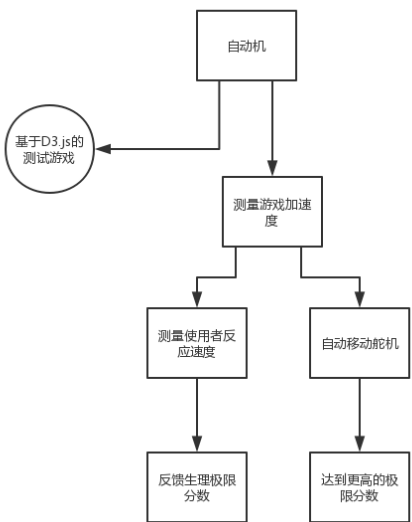 自动机
基于D3.js的
测试游戏
测量游戏加速
度
测量使用者反
应速度
自动移动舵机
反馈生理极限
分数
达到更高的极
限分数